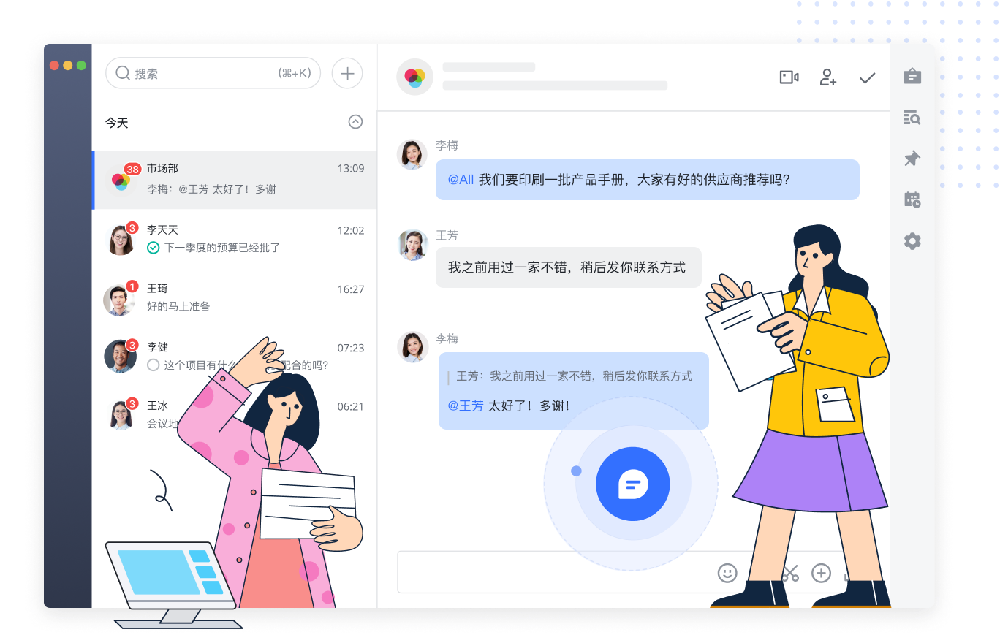 搜索 (⌘+K)
今天
38 市场部 13:09
李梅：@王芳 太好了！多谢
3 李天天 12:02
下一季度的预算已经批了
1 王琦 16:27
好的马上准备
3 李健 07:23
这个项目有什 配合的吗?
3 王冰 06:21
会议地
李梅
@All 我们要印刷一批产品手册，大家有好的供应商推荐吗?
王芳
我之前用过一家不错，稍后发你联系方式
李梅
王芳：我之前用过一家不错，稍后发你联系方式
@王芳 太好了！多谢!